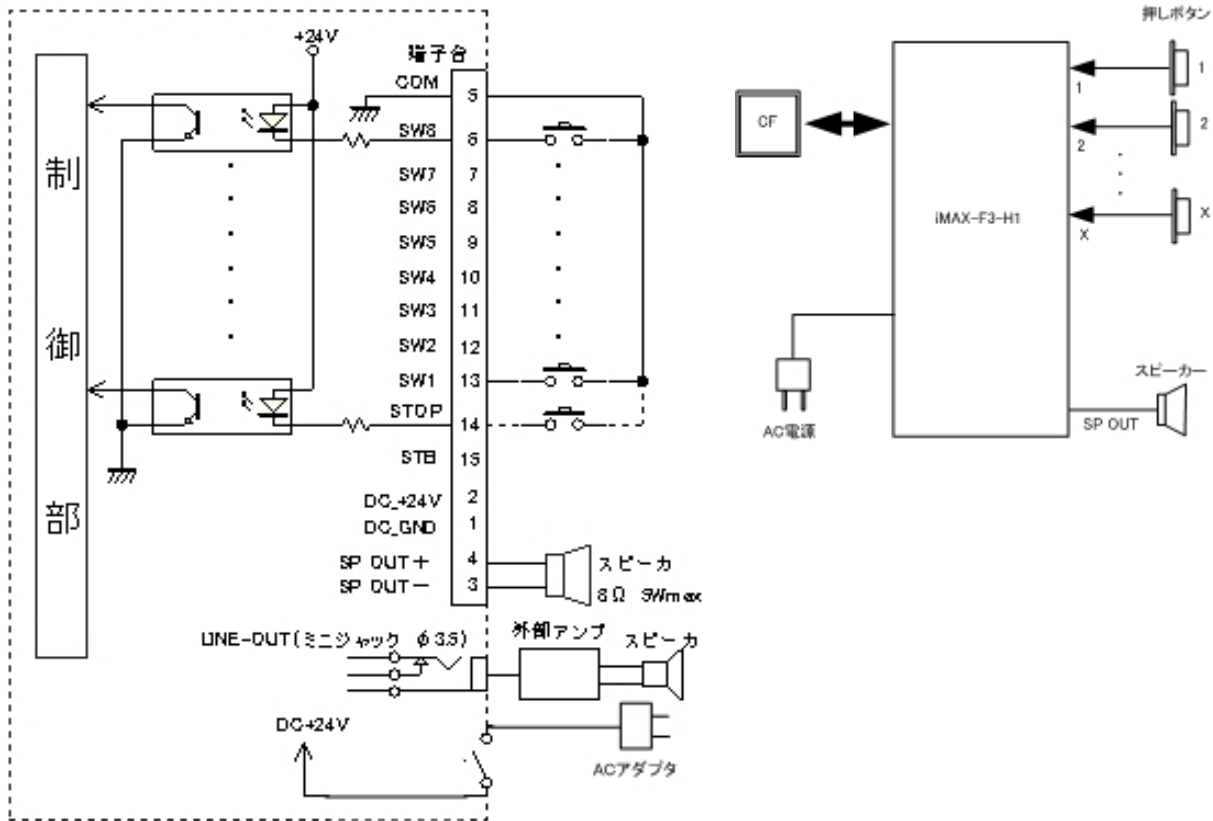 +24V
端子台
COM
5
SW8
6
SW7
7
SW6
8
SW5
9
SW4
10
SW3
11
SW2
12
SW1
13
STOP
14
STB
15
DC_+24V
2
DC_GND
1
SP OUT+
4
SP OUT-
3
制
御
部
スピーカ
8Ω 9Wmax
LINE-OUT(ミニジャック φ3.5)
外部アンプ
スピーカ
DC+24V
ACアダプタ
押しボタン
1
1
2
2
X
X
CF
iMAX-F3-H1
AC電源
スピーカー
SP OUT